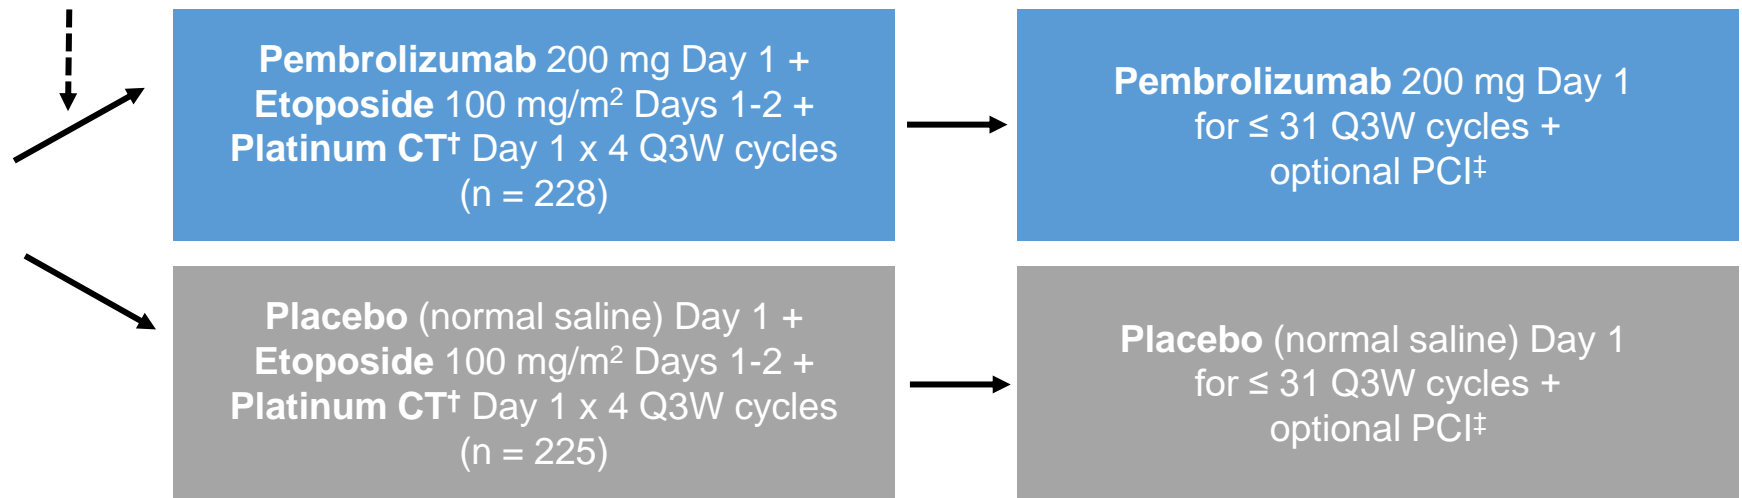 Pembrolizumab 200 mg Day 1 +
Etoposide 100 mg/m² Days 1-2 +
Platinum CT† Day 1 x 4 Q3W cycles
(n = 228)
Pembrolizumab 200 mg Day 1
for ≤ 31 Q3W cycles +
optional PCI‡
Placebo (normal saline) Day 1 +
Etoposide 100 mg/m² Days 1-2 +
Platinum CT† Day 1 x 4 Q3W cycles
(n = 225)
Placebo (normal saline) Day 1
for ≤ 31 Q3W cycles +
optional PCI‡